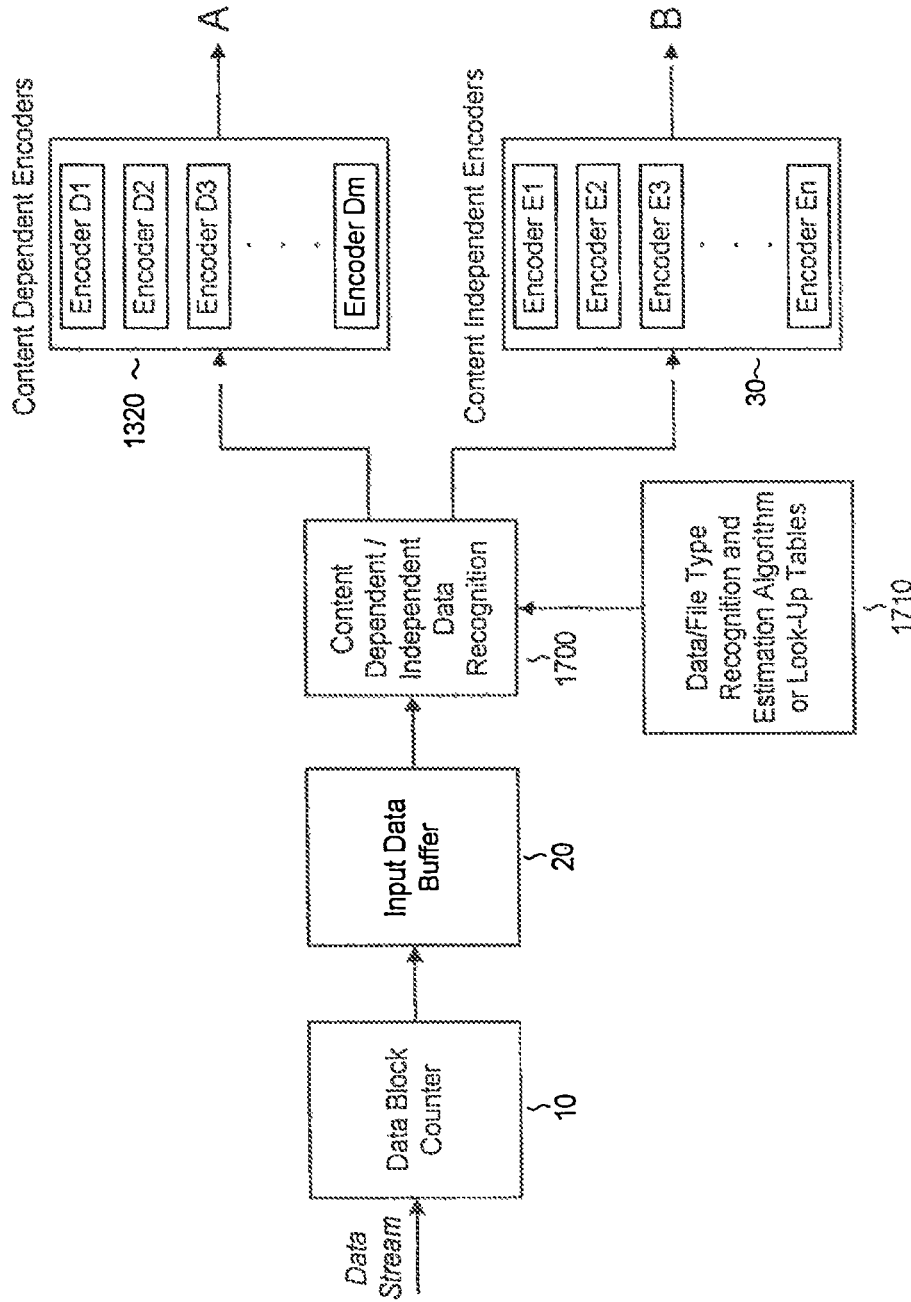 Data
Stream
Data Block
Counter
10
Input Data
Buffer
20
Content
Dependent /
Independent
Data
Recognition
1700
Data/File Type
Recognition and
Estimation Algorithm
or Look-Up Tables
1710
Content Dependent Encoders
Encoder D1
Encoder D2
Encoder D3
Encoder Dm
1320
A
Content Independent Encoders
Encoder E1
Encoder E2
Encoder E3
Encoder En
30
B